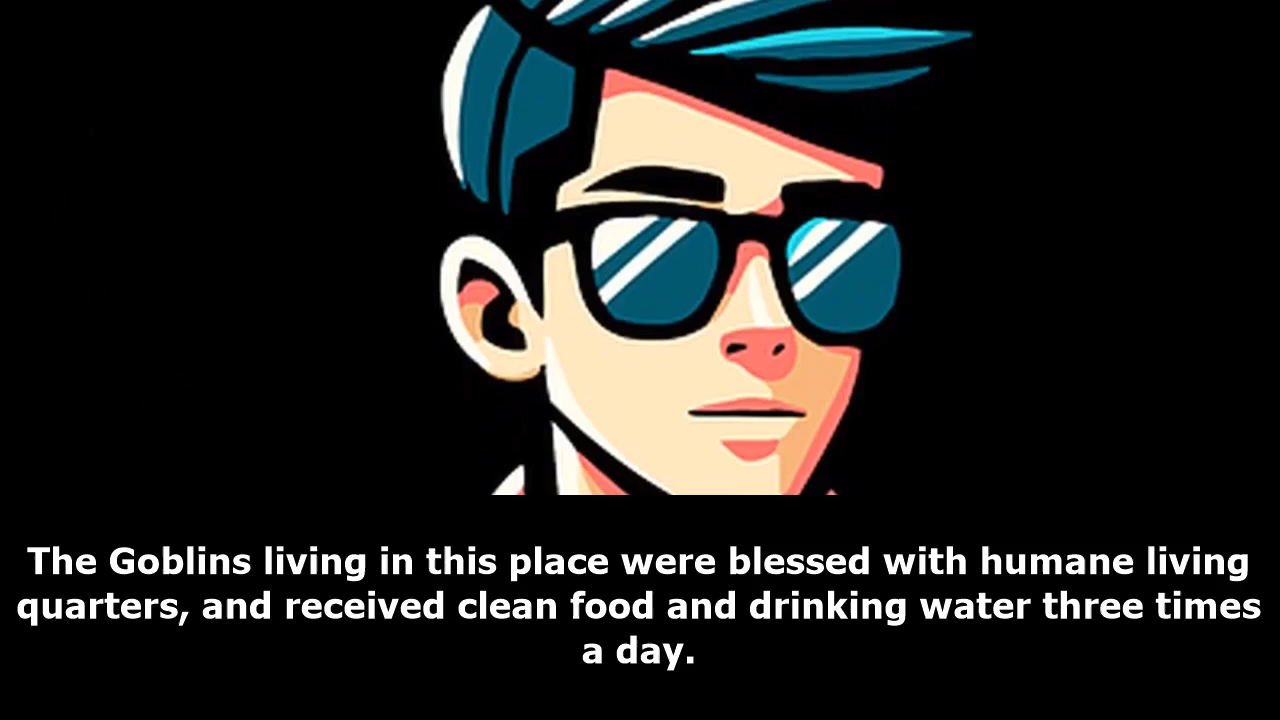 The Goblins living in this place were blessed with humane living
quarters, and received clean food and drinking water three times
a day.